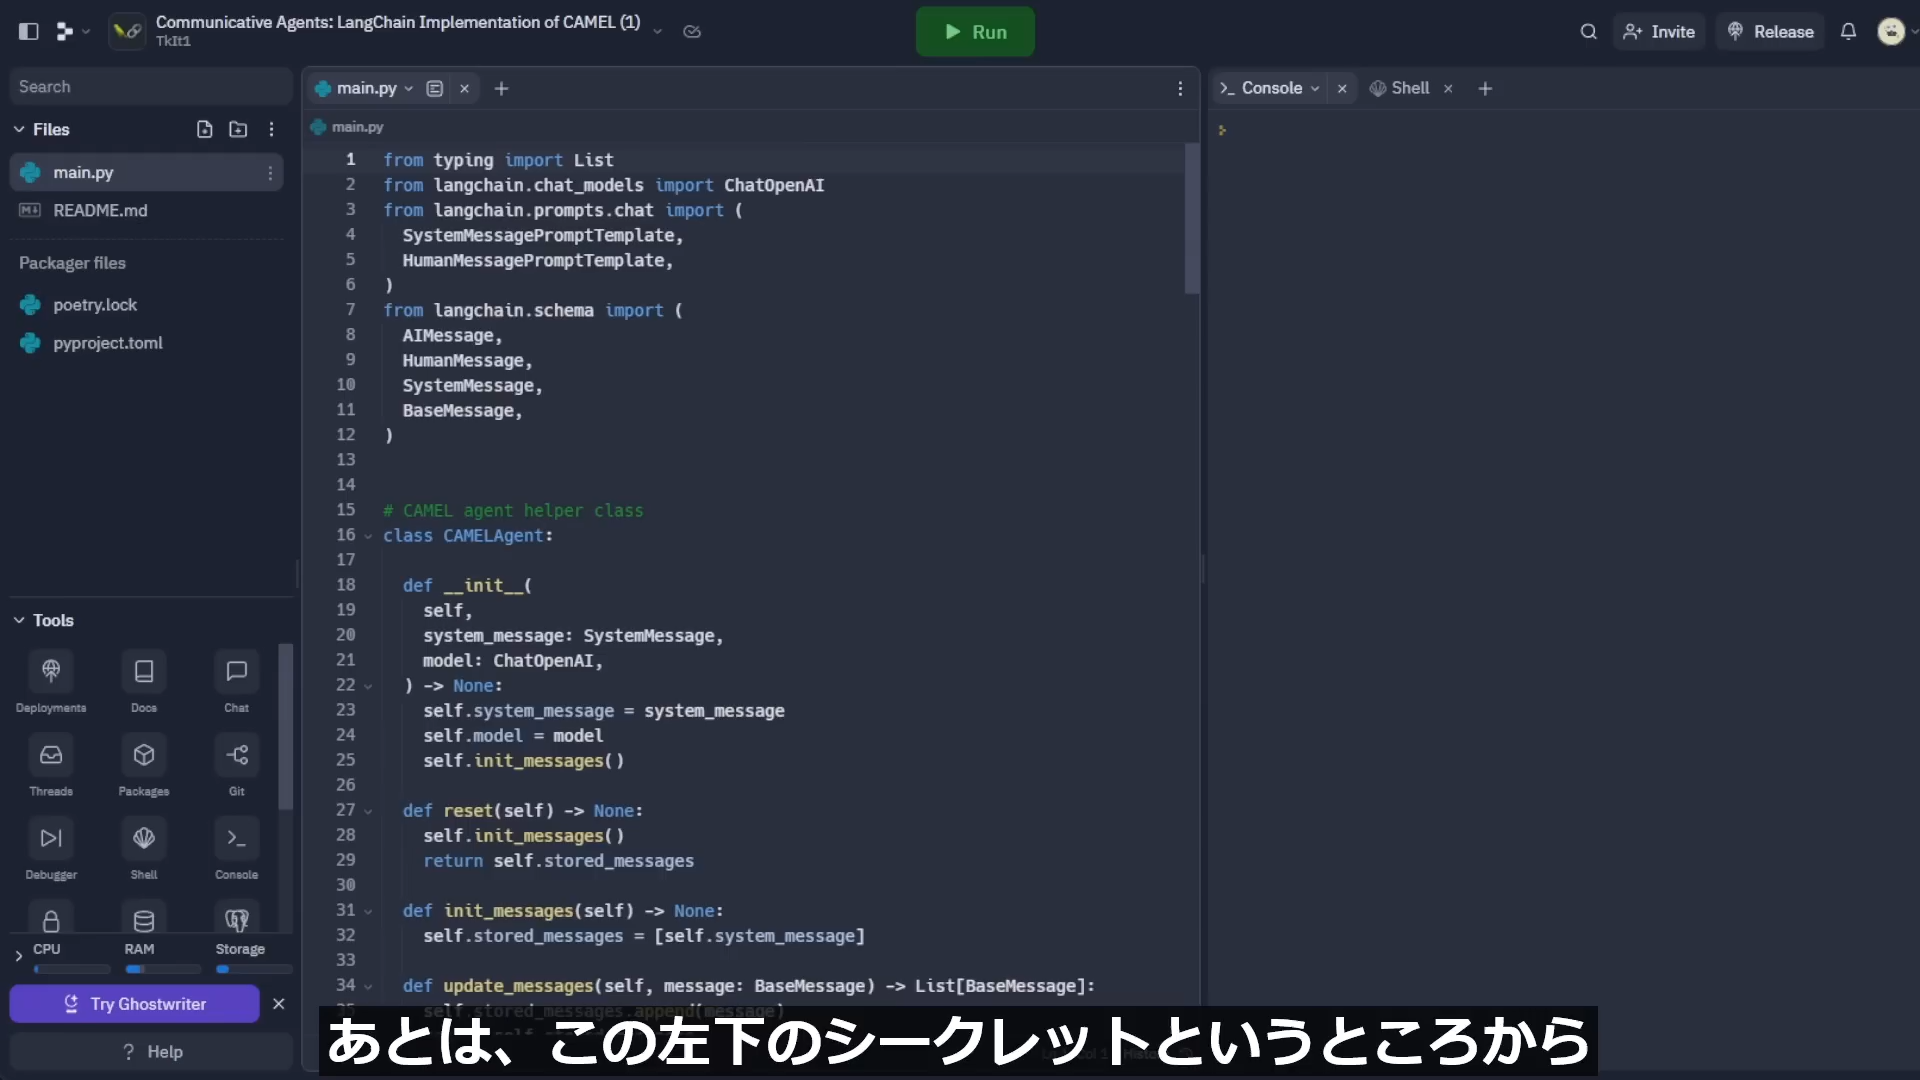 Communicative Agents: LangChain Implementation of CAMEL (1)
TkIt1
Run
Invite
Release
Search
Files
main.py
README.md
Packager files
poetry.lock
pyproject.toml
Tools
Deployments
Docs
Chat
Threads
Packages
Git
Debugger
Shell
Console
CPU
RAM
Storage
Try Ghostwriter
? Help
main.py
main.py
1 from typing import List
2 from langchain.chat_models import ChatOpenAI
3 from langchain.prompts.chat import (
4 SystemMessagePromptTemplate,
5 HumanMessagePromptTemplate,
6 )
7 from langchain.schema import (
8 AIMessage,
9 HumanMessage,
10 SystemMessage,
11 BaseMessage,
12 )
13
14
15 # CAMEL agent helper class
16 class CAMELAgent:
17
18 def __init__(
19 self,
20 system_message: SystemMessage,
21 model: ChatOpenAI,
22 ) -> None:
23 self.system_message = system_message
24 self.model = model
25 self.init_messages()
26
27 def reset(self) -> None:
28 self.init_messages()
29 return self.stored_messages
30
31 def init_messages(self) -> None:
32 self.stored_messages = [self.system_message]
33
34 def update_messages(self, message: BaseMessage) -> List[BaseMessage]:
35 self.stored_messages.append(message)
Console
Shell
あとは、この左下のシークレットというところから